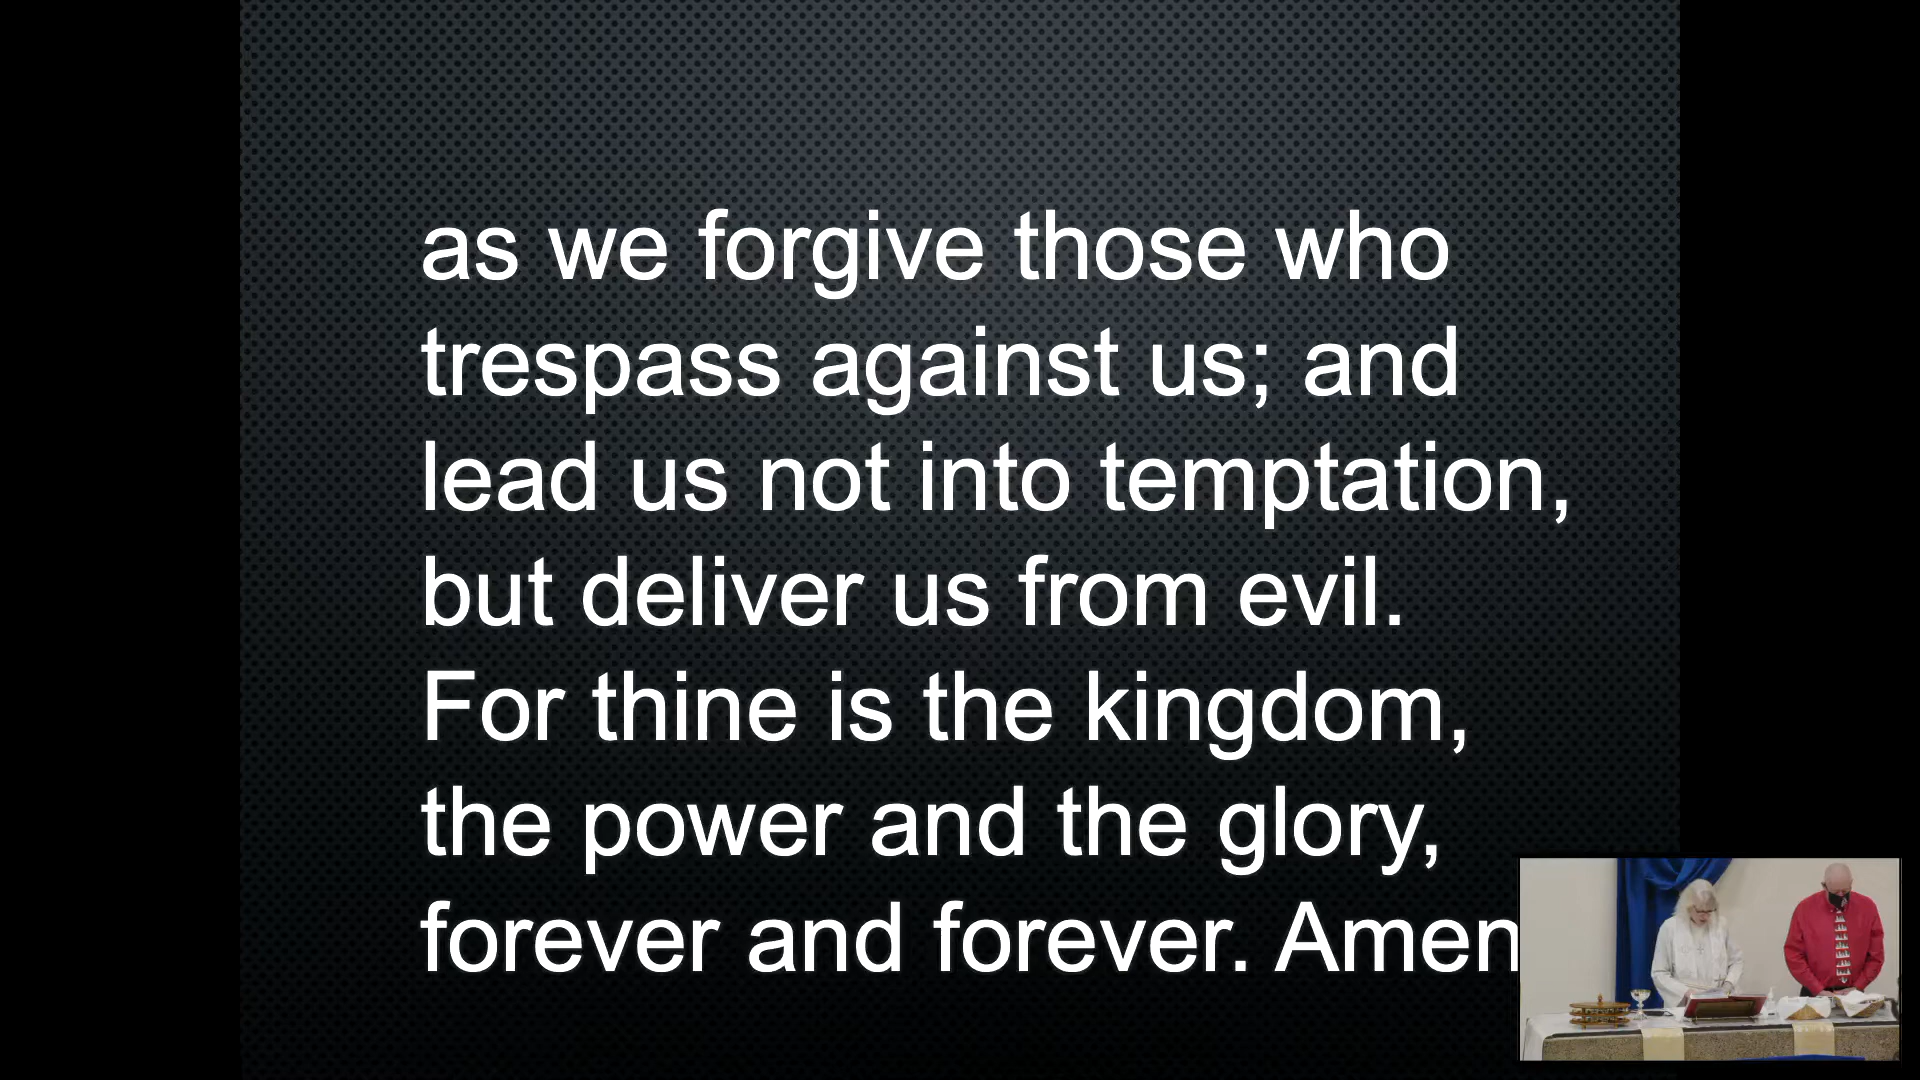 as we forgive those who
trespass against us; and
lead us not into temptation,
but deliver us from evil.
For thine is the kingdom,
the power and the glory,
forever and forever. Amen